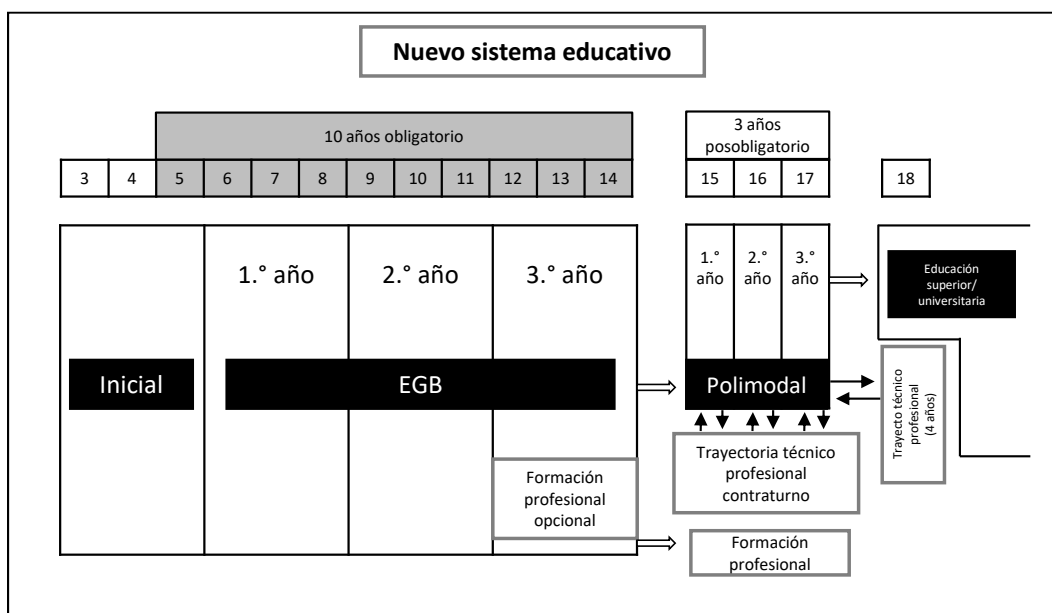 Nuevo sistema educativo
10 años obligatorio
3 años
posobligatorio
3 4 5 6 7 8 9 10 11 12 13 14 15 16 17 18
1.° año 2.° año 3.° año
1.°
año
2.°
año
3.°
año
Educación
superior/
universitaria
Inicial
EGB
Polimodal
Trayecto técnico
profesional
(4 años)
Formación
profesional
opcional
Trayectoria técnico
profesional
contraturno
Formación
profesional